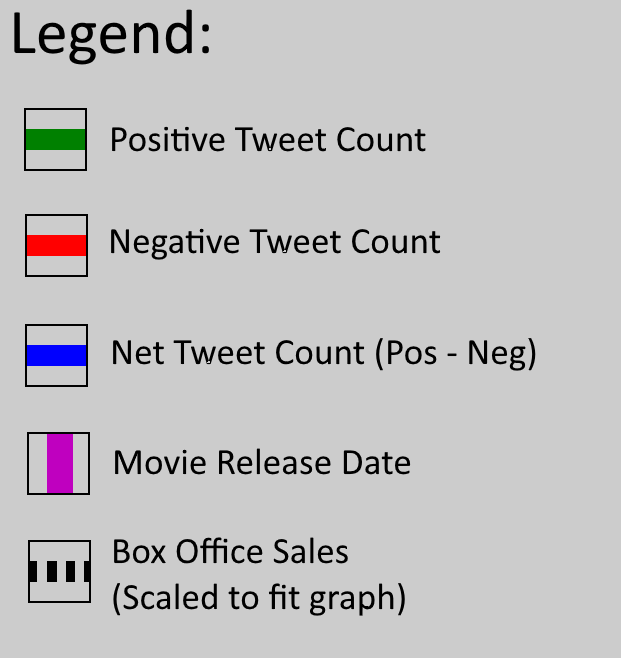 Legend:
Positive Tweet Count
Negative Tweet Count
Net Tweet Count (Pos - Neg)
Movie Release Date
Box Office Sales
(Scaled to fit graph)